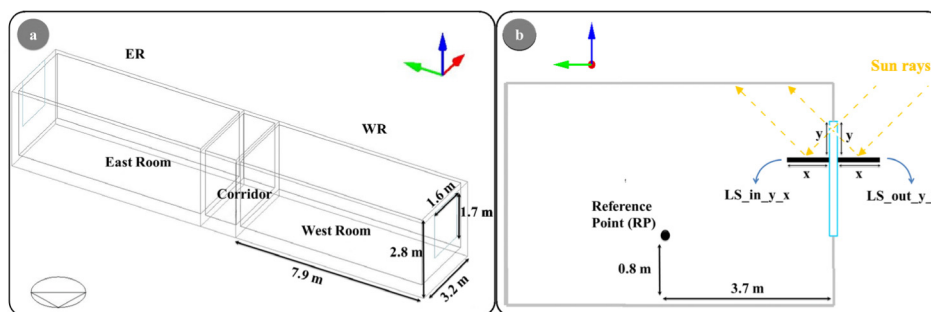 a
ER
WR
East Room
Corridor
West Room
1.6 m
1.7 m
2.8 m
3.2 m
7.9 m
b
Sun rays
y
y
x
x
LS_in_y_x
LS_out_y_
Reference
Point (RP)
0.8 m
3.7 m